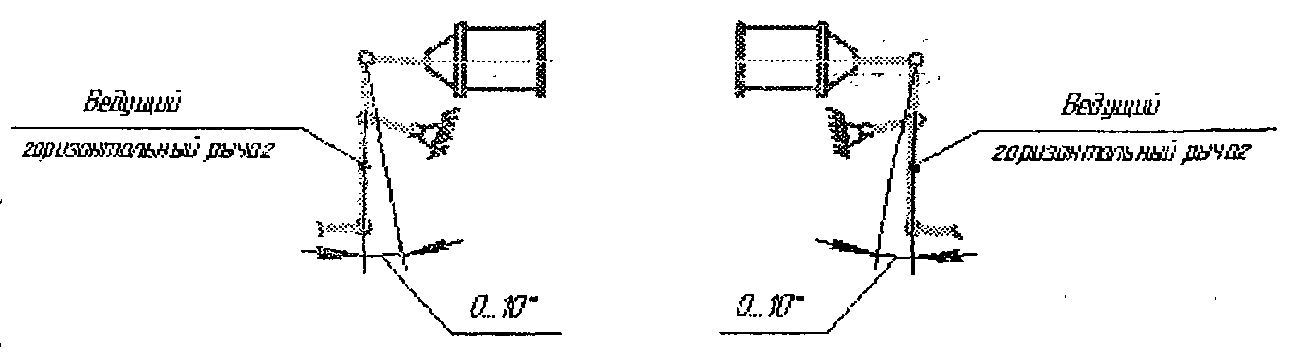 Ведущий
горизонтальный рычаг
0...10°
Ведущий
горизонтальный рычаг
0...10°